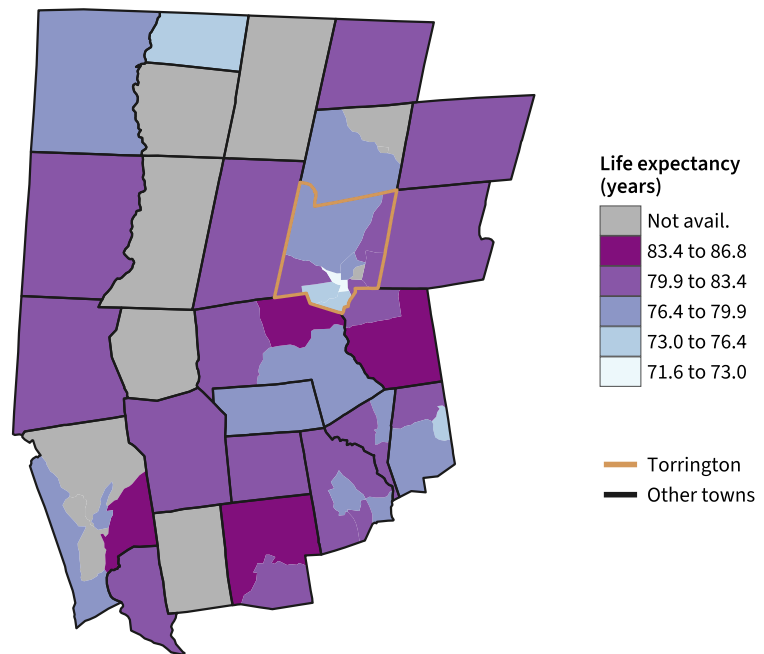 Life expectancy
(years)
Not avail.
83.4 to 86.8
79.9 to 83.4
76.4 to 79.9
73.0 to 76.4
71.6 to 73.0
Torrington
Other towns